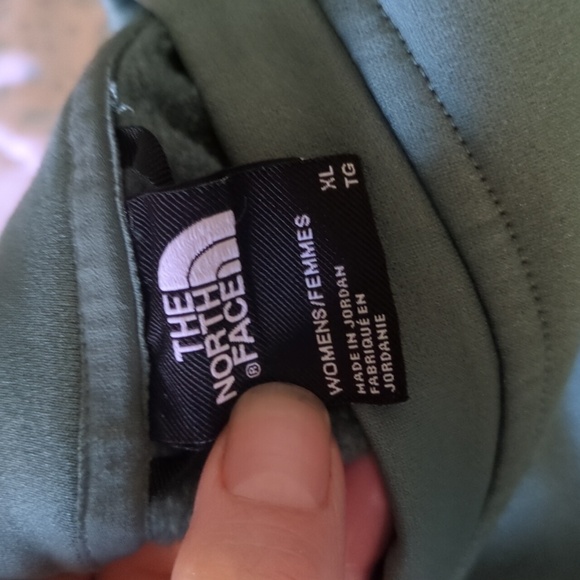 THE
NORTH
FACE®
XL
TG
WOMENS/FEMMES
MADE IN JORDAN
FABRIQUÉ EN
JORDANIE